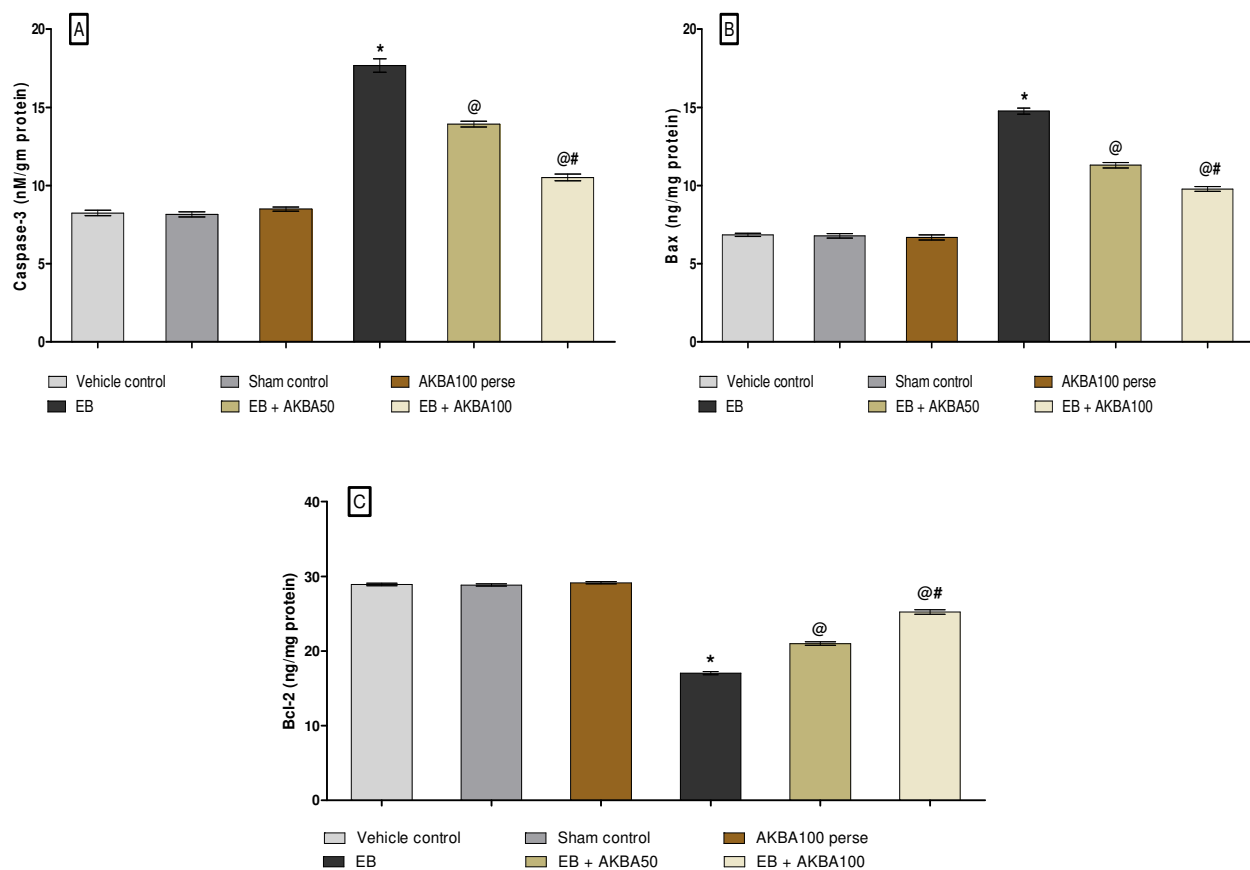 A
Caspase-3 (nM/gm protein)
20
15
10
5
0
*
@
@#
Vehicle control Sham control AKBA100 perse
EB EB + AKBA50 EB + AKBA100
B
Bax (ng/mg protein)
20
15
10
5
0
*
@
@#
Vehicle control Sham control AKBA100 perse
EB EB + AKBA50 EB + AKBA100
C
Bcl-2 (ng/mg protein)
40
30
20
10
0
*
@
@#
Vehicle control Sham control AKBA100 perse
EB EB + AKBA50 EB + AKBA100